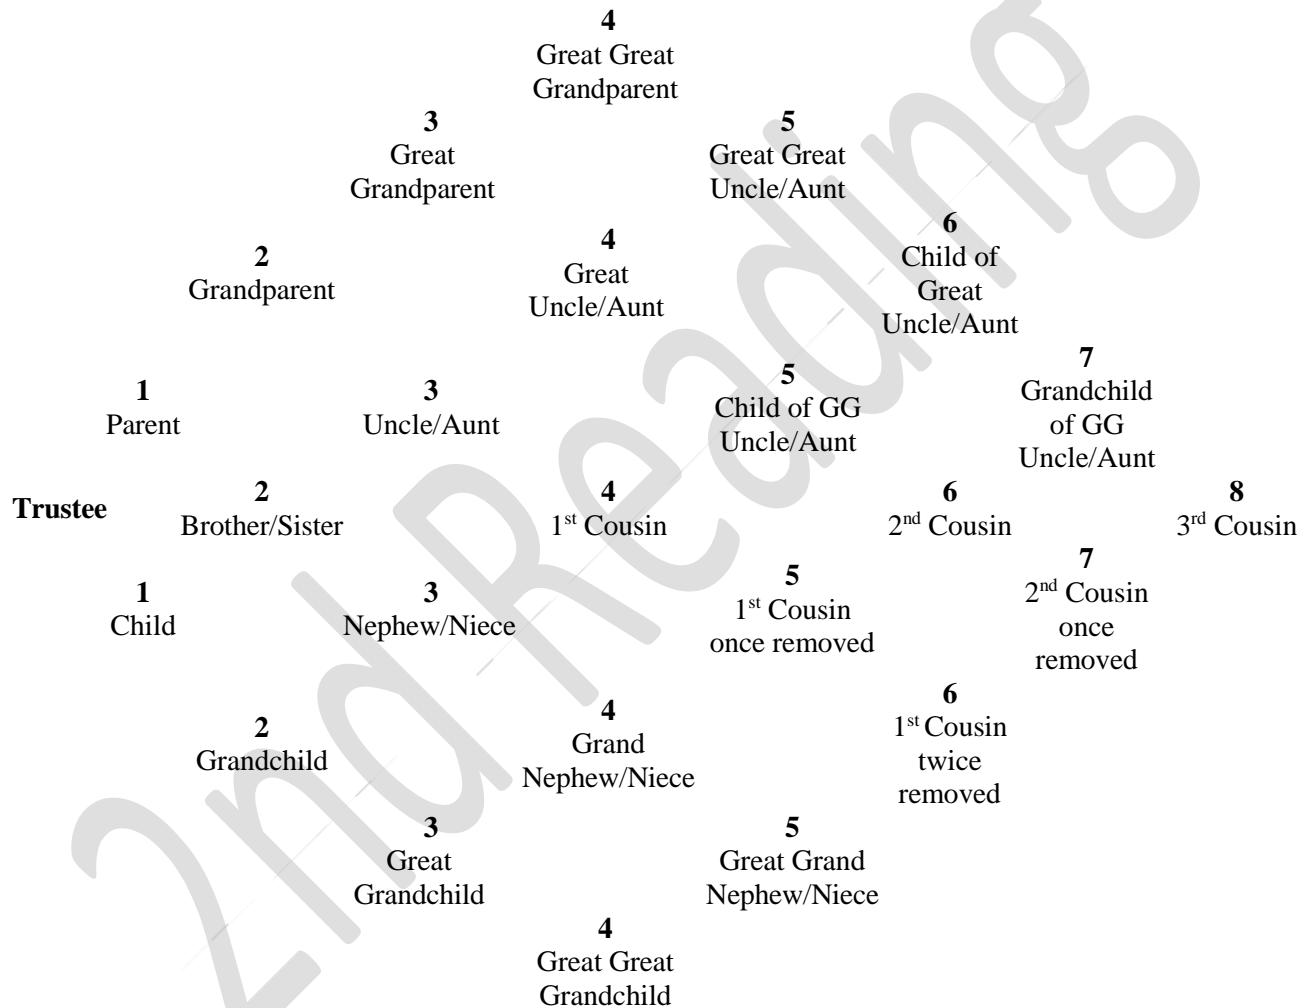 4
Great Great
Grandparent
3
Great
Grandparent
5
Great Great
Uncle/Aunt
2
Grandparent
4
Great
Uncle/Aunt
6
Child of
Great
Uncle/Aunt
1
Parent
3
Uncle/Aunt
5
Child of GG
Uncle/Aunt
7
Grandchild
of GG
Uncle/Aunt
Trustee
2
Brother/Sister
4
1st Cousin
6
2nd Cousin
8
3rd Cousin
1
Child
3
Nephew/Niece
5
1st Cousin
once removed
7
2nd Cousin
once
removed
2
Grandchild
4
Grand
Nephew/Niece
6
1st Cousin
twice
removed
3
Great
Grandchild
5
Great Grand
Nephew/Niece
4
Great Great
Grandchild
2nd Reading